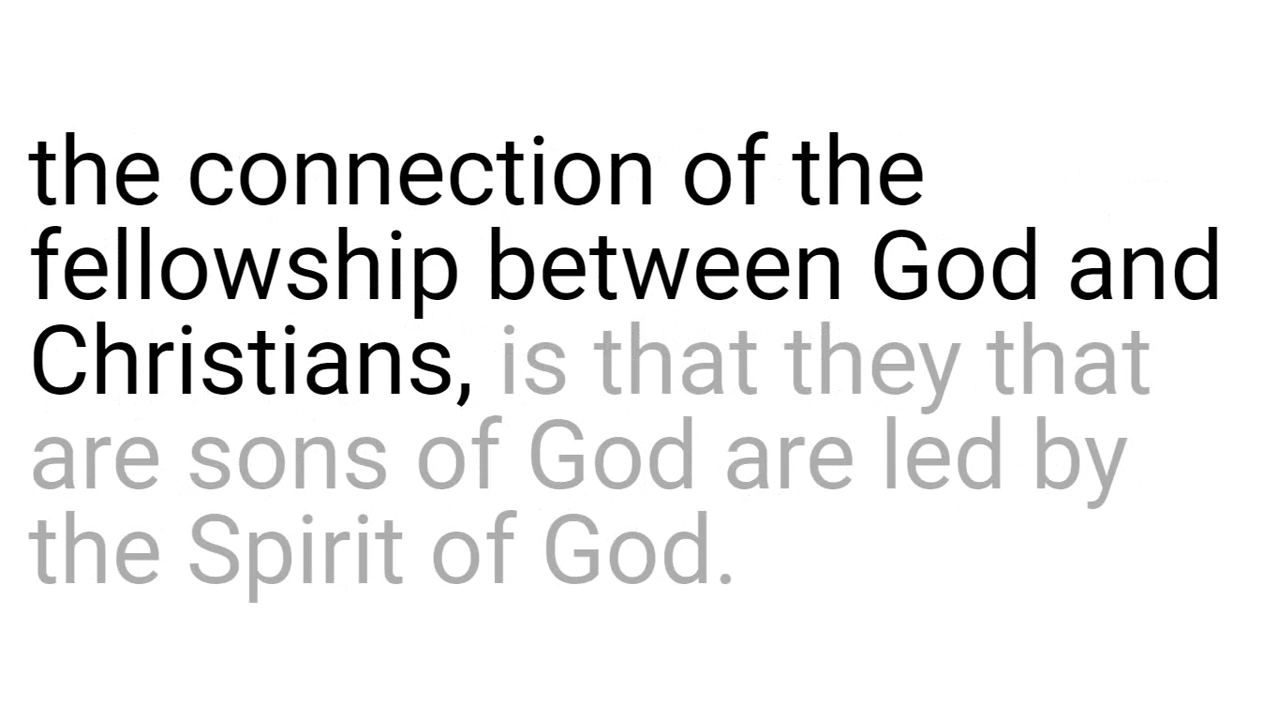 the connection of the
fellowship between God and
Christians, is that they that
are sons of God are led by
the Spirit of God.